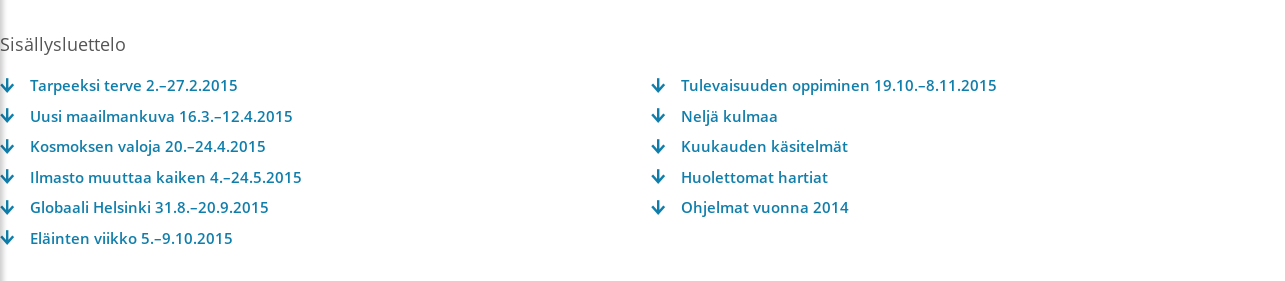 Sisällysluettelo
Tarpeeksi terve 2.–27.2.2015
Uusi maailmankuva 16.3.–12.4.2015
Kosmoksen valoja 20.–24.4.2015
Ilmasto muuttaa kaiken 4.–24.5.2015
Globaali Helsinki 31.8.–20.9.2015
Eläinten viikko 5.–9.10.2015
Tulevaisuuden oppiminen 19.10.–8.11.2015
Neljä kulmaa
Kuukauden käsitelmät
Huolettomat hartiat
Ohjelmat vuonna 2014